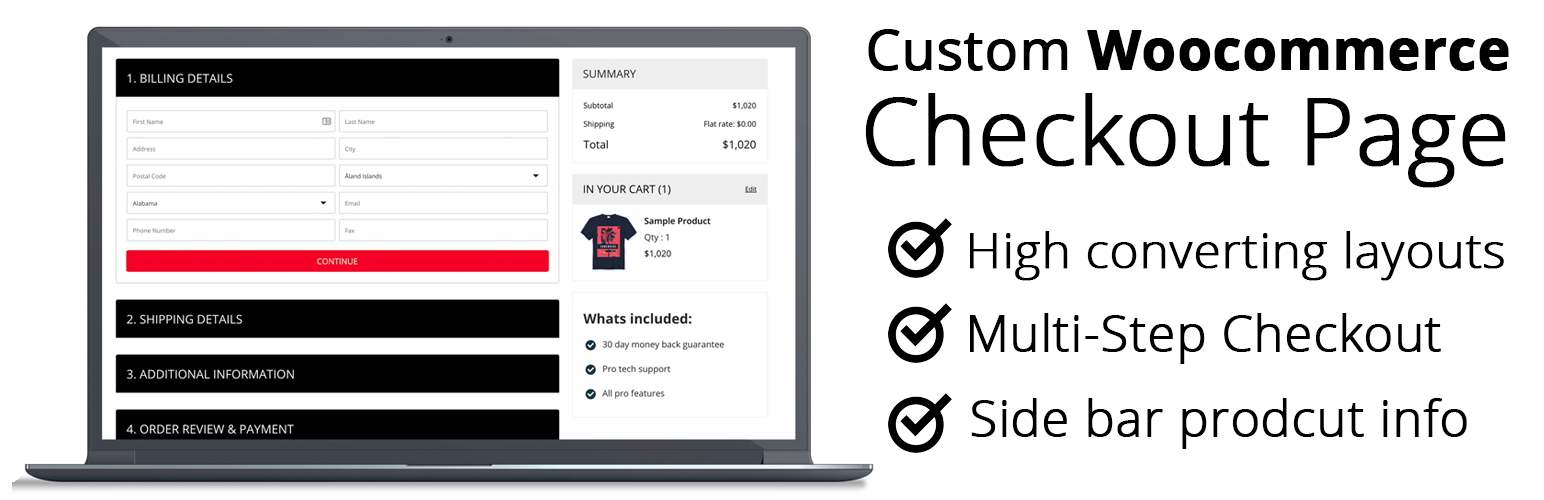 1. BILLING DETAILS
First Name
Last Name
Address
City
Postal Code
Åland Islands
Alabama
Email
Phone Number
Fax
CONTINUE
2. SHIPPING DETAILS
3. ADDITIONAL INFORMATION
4. ORDER REVIEW & PAYMENT
SUMMARY
Subtotal $1,020
Shipping Flat rate: $0.00
Total $1,020
IN YOUR CART (1) Edit
Sample Product
Qty : 1
$1,020
Whats included:
30 day money back guarantee
Pro tech support
All pro features
Custom Woocommerce
Checkout Page
High converting layouts
Multi-Step Checkout
Side bar prodcut info